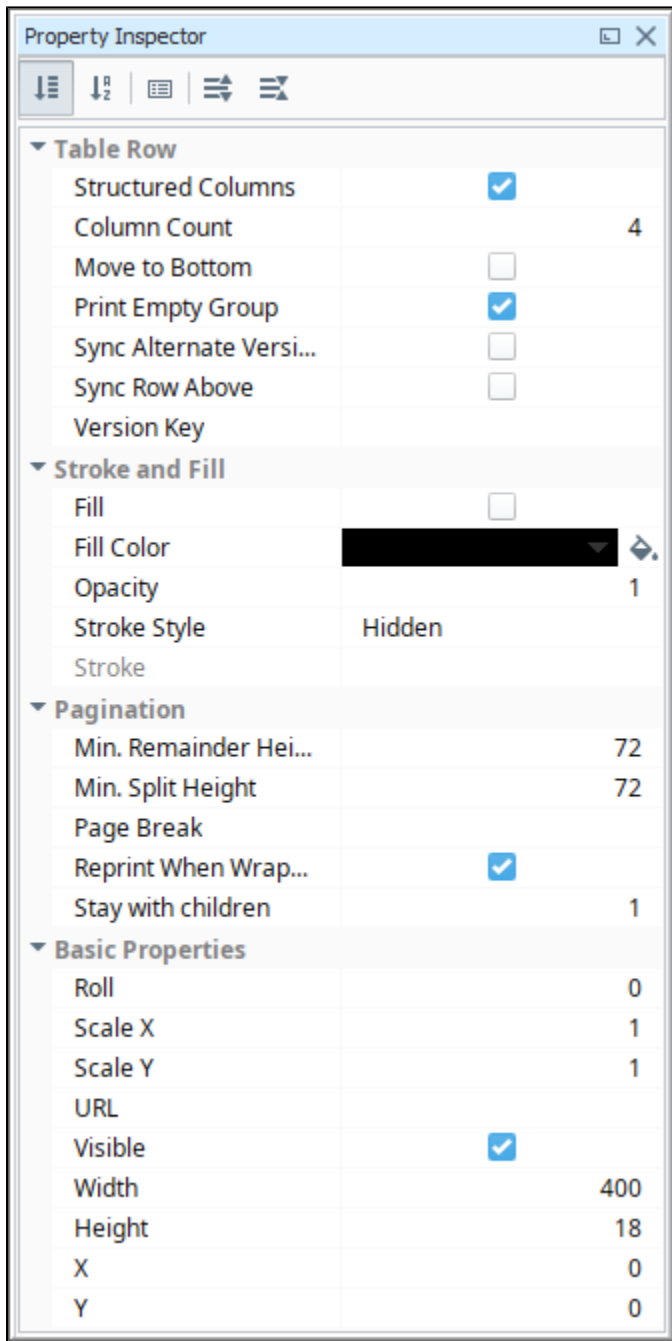 Property Inspector
Table Row
Structured Columns
Column Count 4
Move to Bottom
Print Empty Group
Sync Alternate Versi...
Sync Row Above
Version Key
Stroke and Fill
Fill
Fill Color
Opacity 1
Stroke Style Hidden
Stroke
Pagination
Min. Remainder Hei... 72
Min. Split Height 72
Page Break
Reprint When Wrap...
Stay with children 1
Basic Properties
Roll 0
Scale X 1
Scale Y 1
URL
Visible
Width 400
Height 18
X 0
Y 0